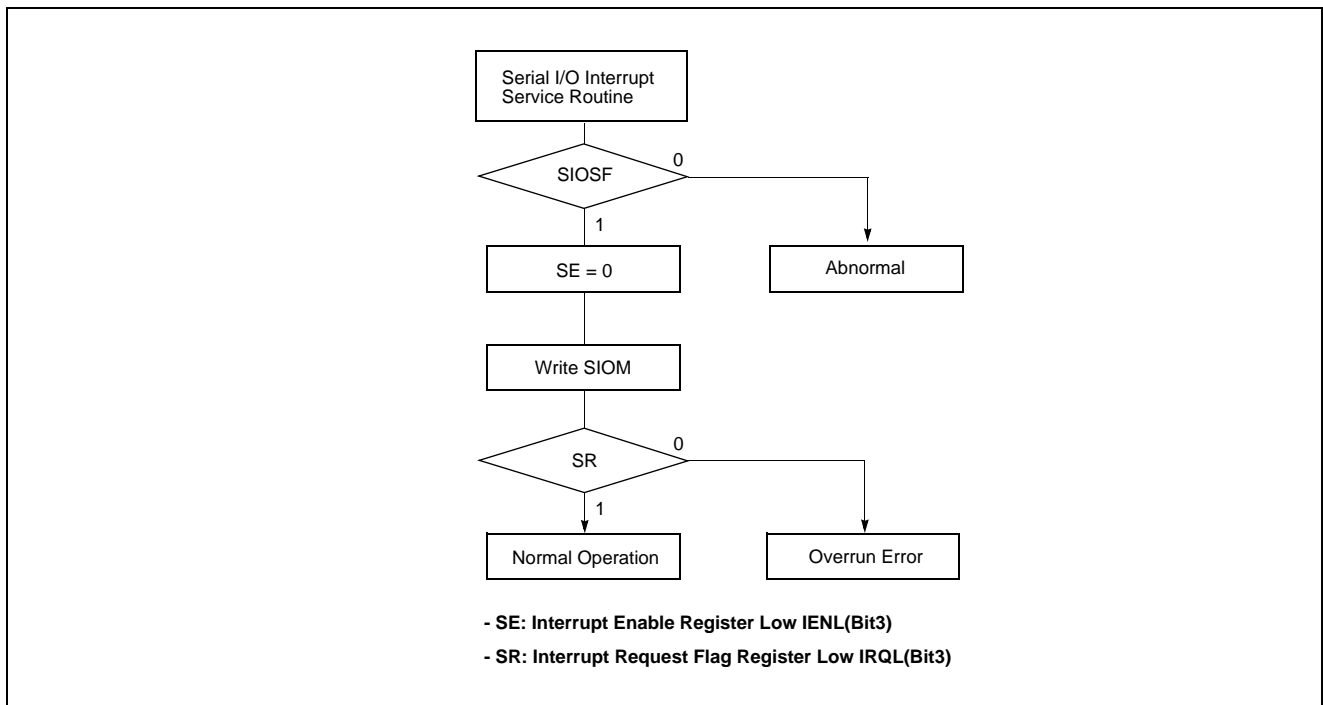 Serial I/O Interrupt
Service Routine
SIOSF
0
1
SE = 0
Abnormal
Write SIOM
SR
0
1
Normal Operation
Overrun Error
- SE: Interrupt Enable Register Low IENL(Bit3)
- SR: Interrupt Request Flag Register Low IRQL(Bit3)